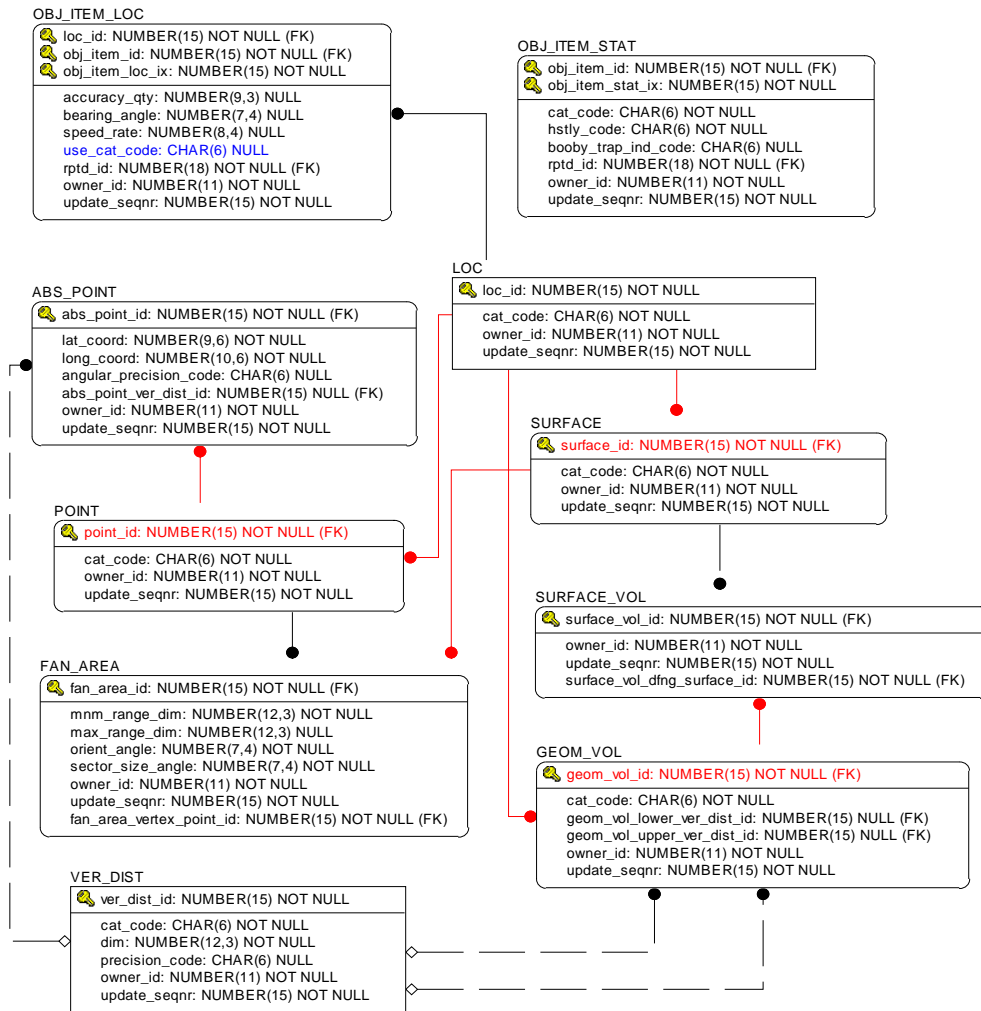 OBJ_ITEM_LOC
loc_id: NUMBER(15) NOT NULL (FK)
obj_item_id: NUMBER(15) NOT NULL (FK)
obj_item_loc_ix: NUMBER(15) NOT NULL
accuracy_qty: NUMBER(9,3) NULL
bearing_angle: NUMBER(7,4) NULL
speed_rate: NUMBER(8,4) NULL
use_cat_code: CHAR(6) NULL
rptd_id: NUMBER(18) NOT NULL (FK)
owner_id: NUMBER(11) NOT NULL
update_seqnr: NUMBER(15) NOT NULL
OBJ_ITEM_STAT
obj_item_id: NUMBER(15) NOT NULL (FK)
obj_item_stat_ix: NUMBER(15) NOT NULL
cat_code: CHAR(6) NOT NULL
hstly_code: CHAR(6) NOT NULL
booby_trap_ind_code: CHAR(6) NULL
rptd_id: NUMBER(18) NOT NULL (FK)
owner_id: NUMBER(11) NOT NULL
update_seqnr: NUMBER(15) NOT NULL
LOC
loc_id: NUMBER(15) NOT NULL
cat_code: CHAR(6) NOT NULL
owner_id: NUMBER(11) NOT NULL
update_seqnr: NUMBER(15) NOT NULL
ABS_POINT
abs_point_id: NUMBER(15) NOT NULL (FK)
lat_coord: NUMBER(9,6) NOT NULL
long_coord: NUMBER(10,6) NOT NULL
angular_precision_code: CHAR(6) NULL
abs_point_ver_dist_id: NUMBER(15) NULL (FK)
owner_id: NUMBER(11) NOT NULL
update_seqnr: NUMBER(15) NOT NULL
SURFACE
surface_id: NUMBER(15) NOT NULL (FK)
cat_code: CHAR(6) NOT NULL
owner_id: NUMBER(11) NOT NULL
update_seqnr: NUMBER(15) NOT NULL
POINT
point_id: NUMBER(15) NOT NULL (FK)
cat_code: CHAR(6) NOT NULL
owner_id: NUMBER(11) NOT NULL
update_seqnr: NUMBER(15) NOT NULL
SURFACE_VOL
surface_vol_id: NUMBER(15) NOT NULL (FK)
owner_id: NUMBER(11) NOT NULL
update_seqnr: NUMBER(15) NOT NULL
surface_vol_dfng_surface_id: NUMBER(15) NOT NULL (FK)
FAN_AREA
fan_area_id: NUMBER(15) NOT NULL (FK)
mnm_range_dim: NUMBER(12,3) NOT NULL
max_range_dim: NUMBER(12,3) NULL
orient_angle: NUMBER(7,4) NOT NULL
sector_size_angle: NUMBER(7,4) NOT NULL
owner_id: NUMBER(11) NOT NULL
update_seqnr: NUMBER(15) NOT NULL
fan_area_vertex_point_id: NUMBER(15) NOT NULL (FK)
GEOM_VOL
geom_vol_id: NUMBER(15) NOT NULL (FK)
cat_code: CHAR(6) NOT NULL
geom_vol_lower_ver_dist_id: NUMBER(15) NULL (FK)
geom_vol_upper_ver_dist_id: NUMBER(15) NULL (FK)
owner_id: NUMBER(11) NOT NULL
update_seqnr: NUMBER(15) NOT NULL
VER_DIST
ver_dist_id: NUMBER(15) NOT NULL
cat_code: CHAR(6) NOT NULL
dim: NUMBER(12,3) NOT NULL
precision_code: CHAR(6) NULL
owner_id: NUMBER(11) NOT NULL
update_seqnr: NUMBER(15) NOT NULL